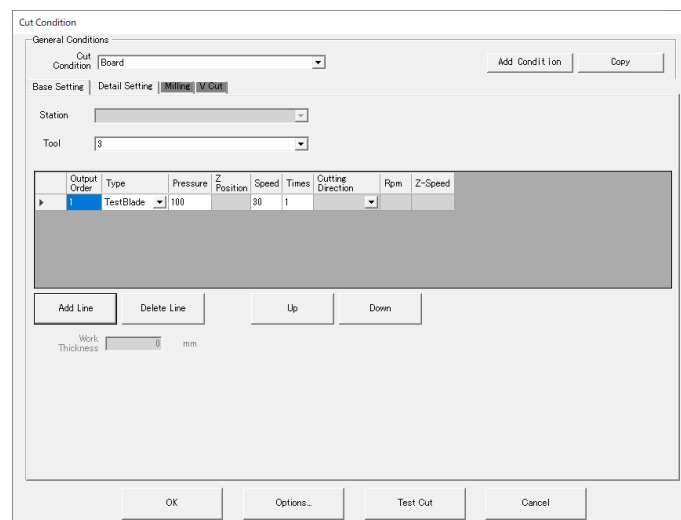 Cut Condition
General Conditions
Cut Condition Board Add Condition Copy
Base Setting Detail Setting Milling V Cut
Station
Tool 3
Output Order Type Pressure Z Position Speed Times Cutting Direction Rpm Z-Speed
1 TestBlade 100 30 1
Add Line Delete Line Up Down
Work Thickness 0 mm
OK Options... Test Cut Cancel